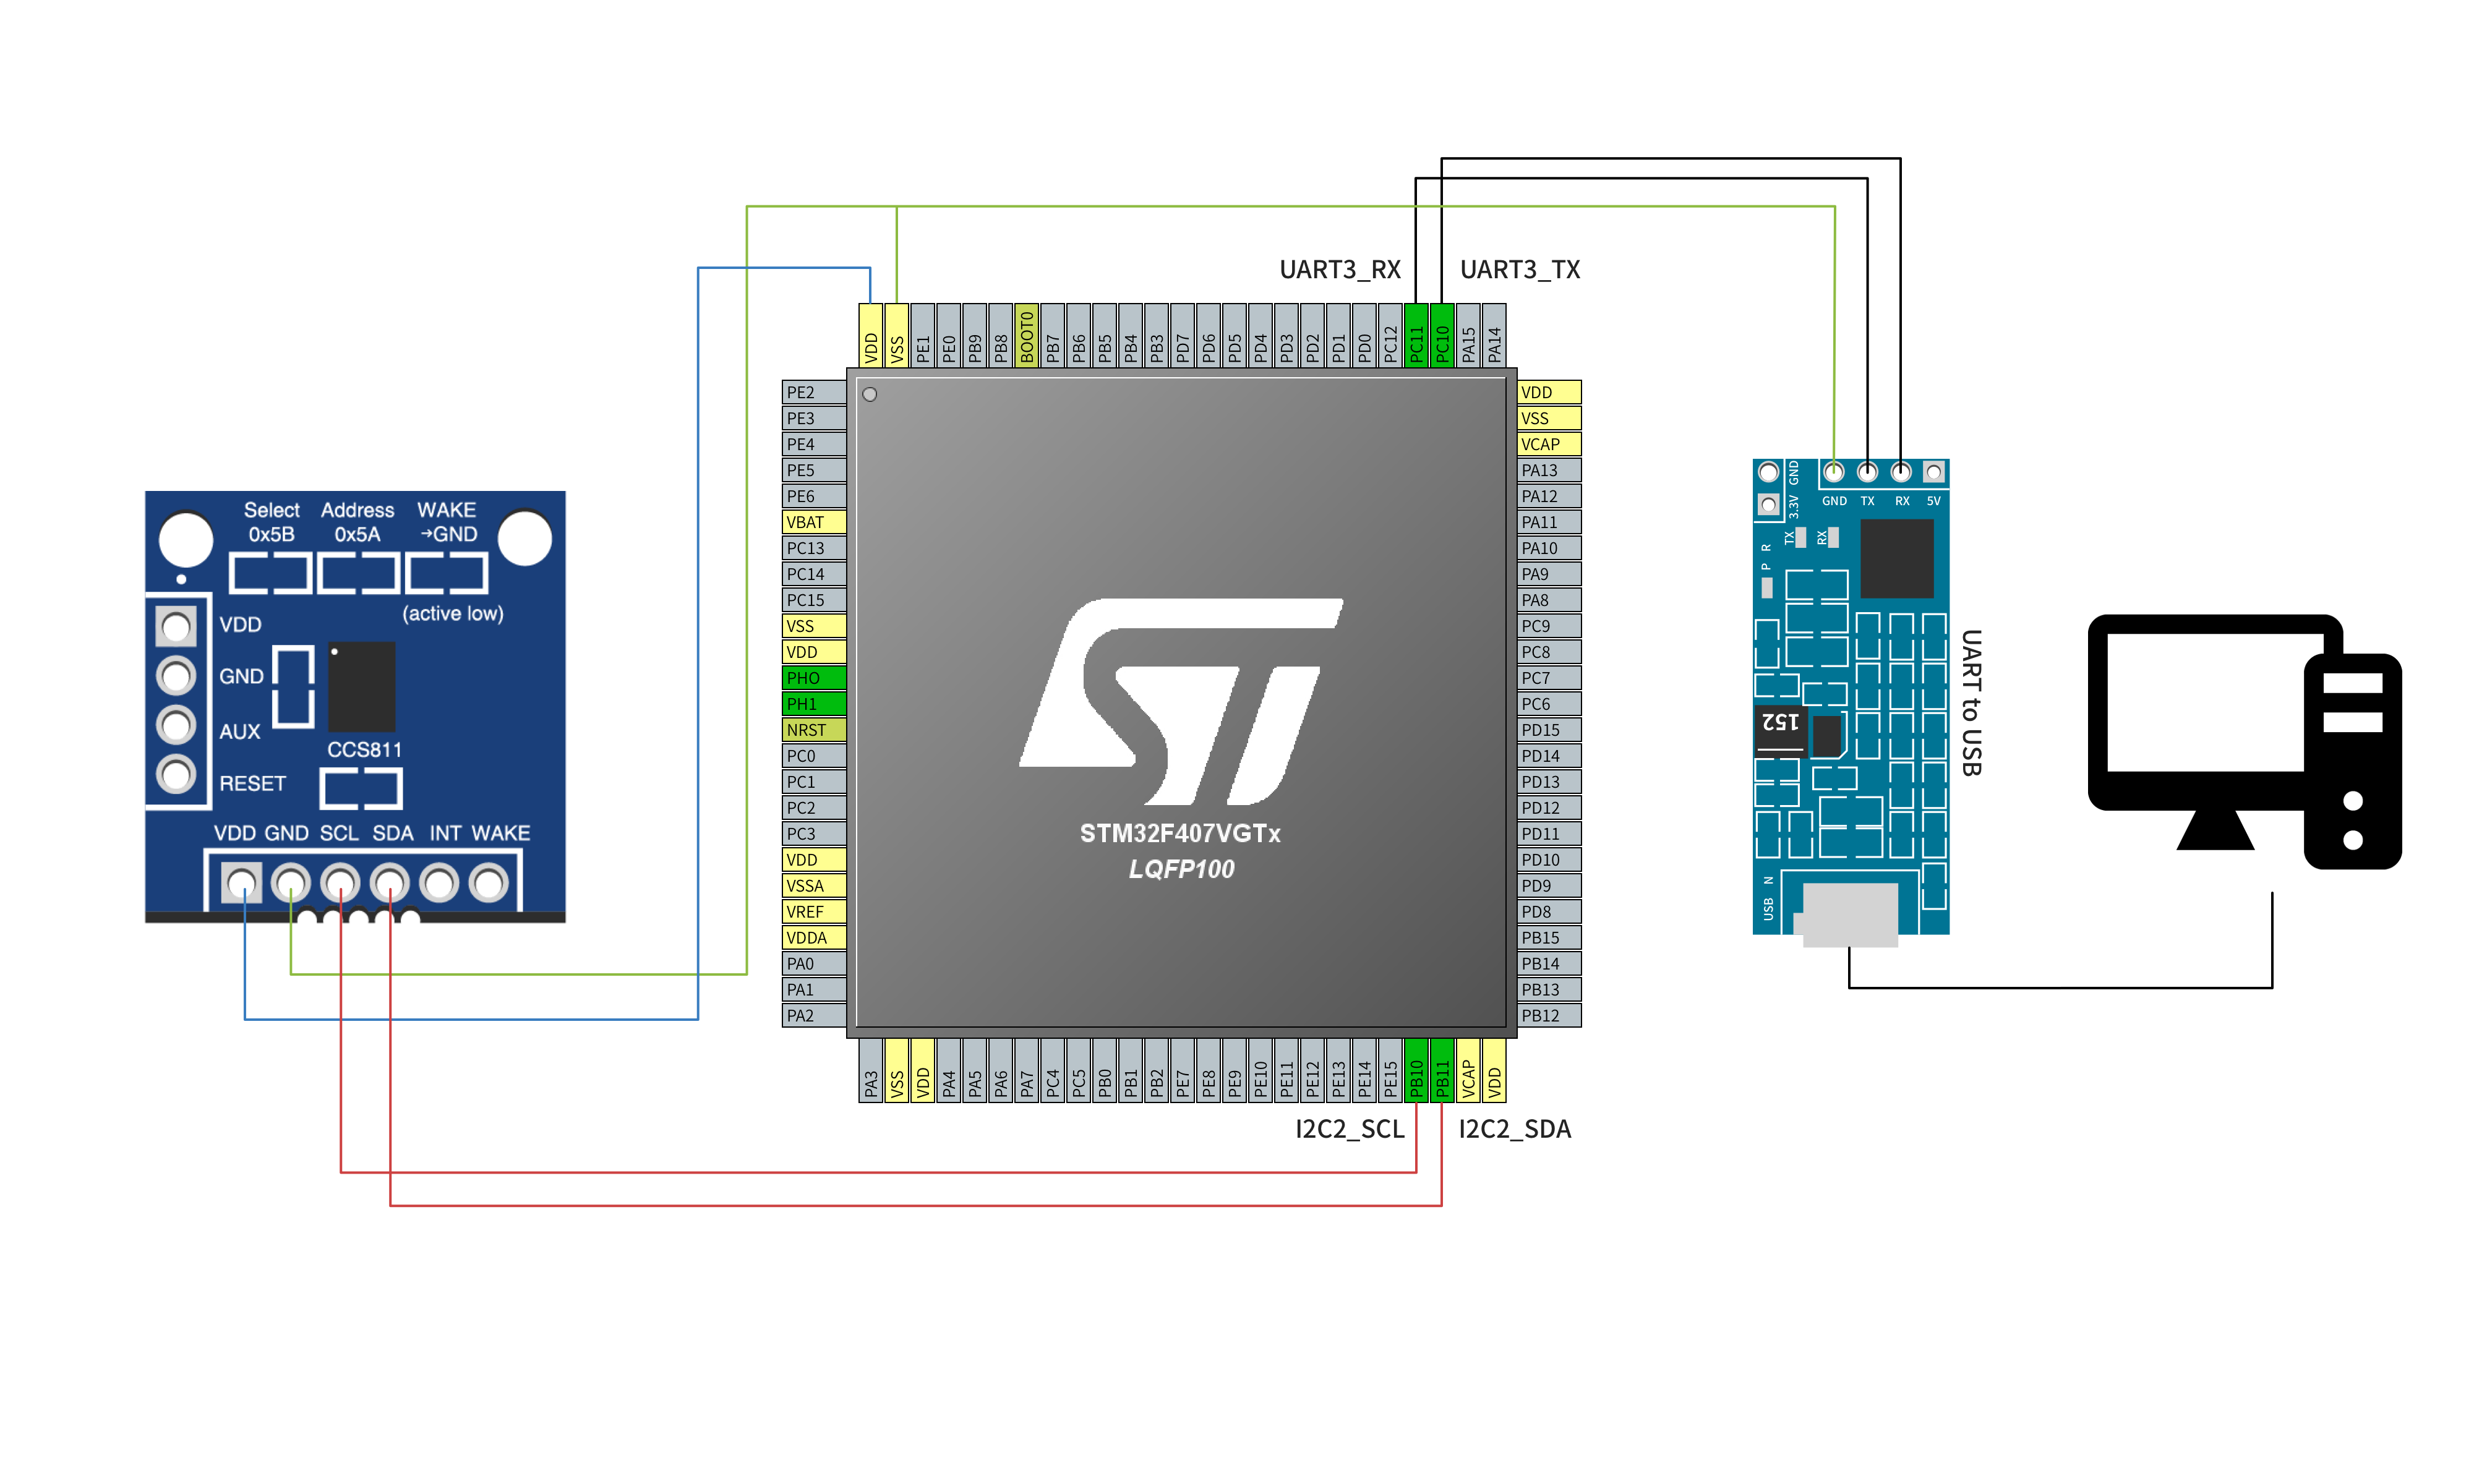 UART3_RX
UART3_TX
VDD
VSS
PE1
PE0
PB9
PB8
BOOT0
PB7
PB6
PB5
PB4
PB3
PD7
PD6
PD5
PD4
PD3
PD2
PD1
PD0
PC12
PC11
PC10
PA15
PA14
PE2
PE3
PE4
PE5
PE6
VBAT
PC13
PC14
PC15
VSS
VDD
PHO
PH1
NRST
PC0
PC1
PC2
PC3
VDD
VSSA
VREF
VDDA
PA0
PA1
PA2
STM32F407VGTx
LQFP100
VDD
VSS
VCAP
PA13
PA12
PA11
PA10
PA9
PA8
PC9
PC8
PC7
PC6
PD15
PD14
PD13
PD12
PD11
PD10
PD9
PD8
PB15
PB14
PB13
PB12
PA3
VSS
VDD
PA4
PA5
PA6
PA7
PC4
PC5
PB0
PB1
PB2
PE7
PE8
PE9
PE10
PE11
PE12
PE13
PE14
PE15
PB10
PB11
VCAP
VDD
I2C2_SCL
I2C2_SDA
Select Address WAKE
0x5B 0x5A →GND
(active low)
VDD
GND
AUX
RESET
CCS811
VDD GND SCL SDA INT WAKE
GND
3.3V
GND TX RX 5V
TX
RX
R
P
152
USB
N
UART to USB